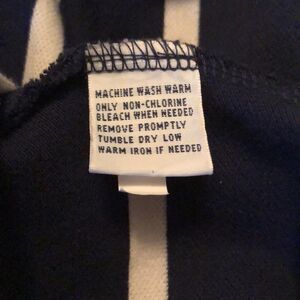 MACHINE WASH WARM
ONLY NON-CHLORINE
BLEACH WHEN NEEDED
REMOVE PROMPTLY
TUMBLE DRY LOW
WARM IRON IF NEEDED